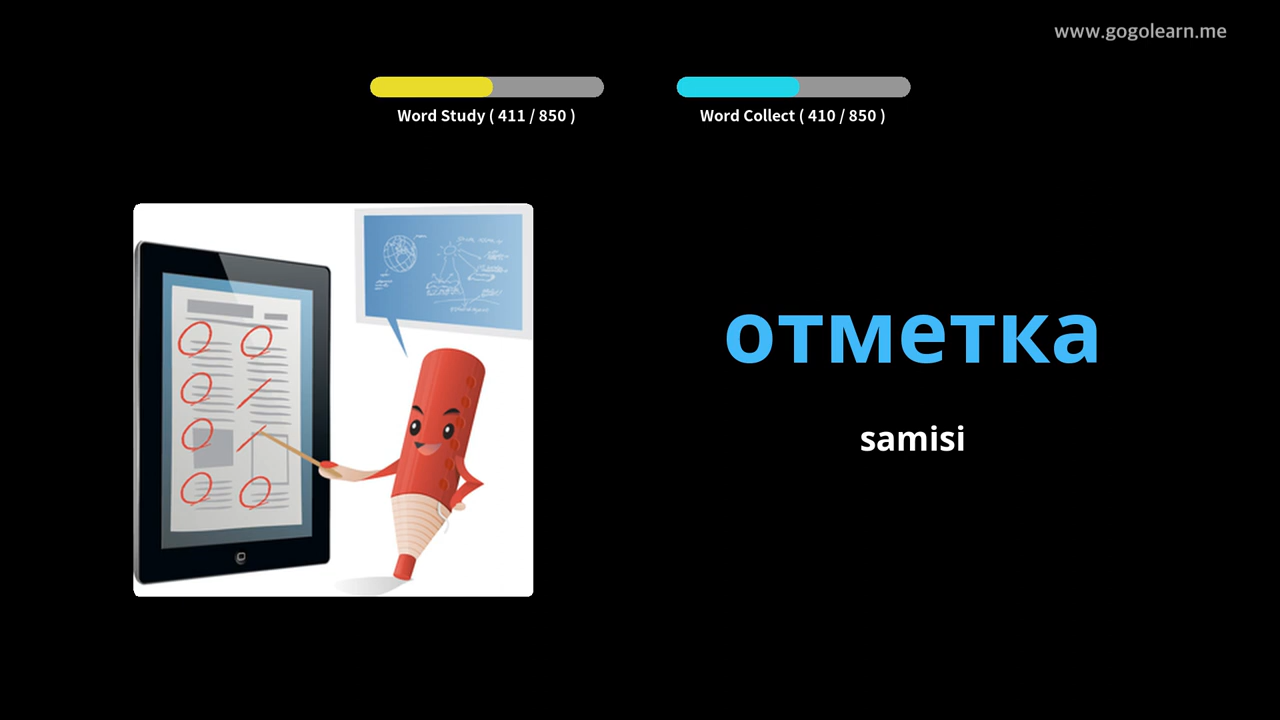 www.gogolearn.me
Word Study ( 411 / 850 )
Word Collect ( 410 / 850 )
отметка
samisi